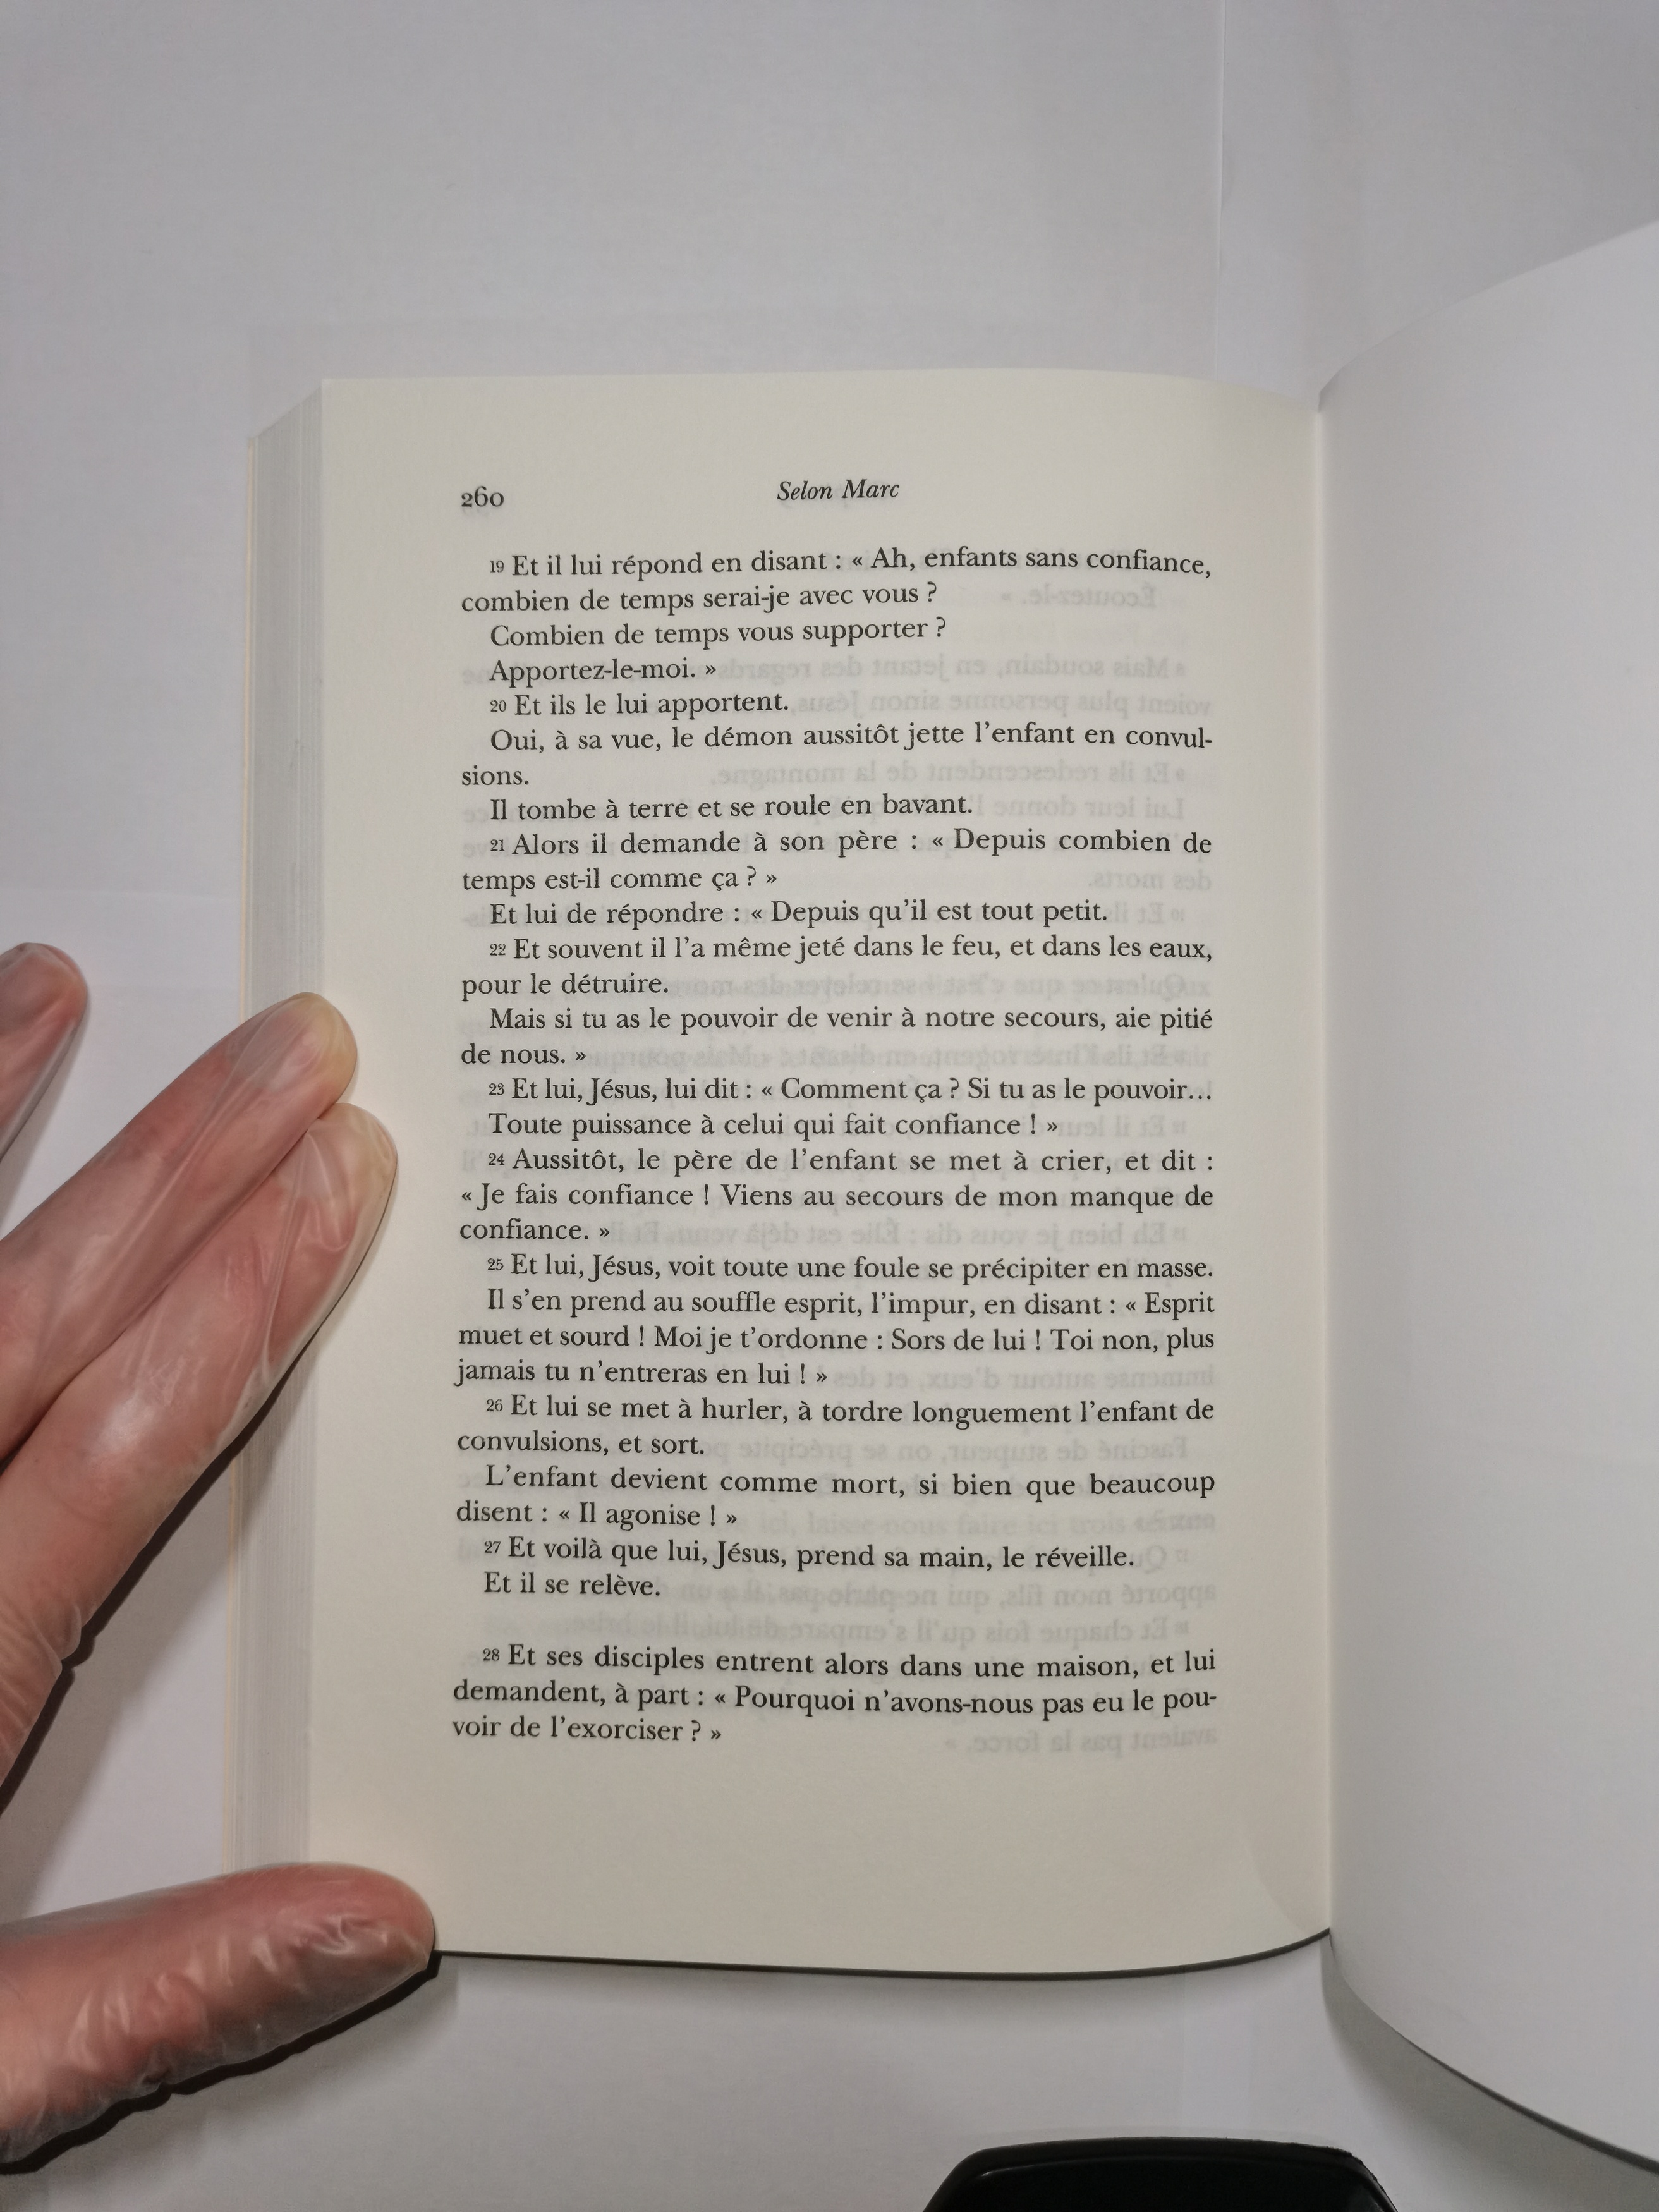 260
Selon Marc
19 Et il lui répond en disant : « Ah, enfants sans confiance,
combien de temps serai-je avec vous ?
Combien de temps vous supporter ?
Apportez-le-moi. »
20 Et ils le lui apportent.
Oui, à sa vue, le démon aussitôt jette l'enfant en convul-
sions.
Il tombe à terre et se roule en bavant.
21 Alors il demande à son père : « Depuis combien de
temps est-il comme ça ? »
Et lui de répondre : « Depuis qu'il est tout petit.
22 Et souvent il l'a même jeté dans le feu, et dans les eaux,
pour le détruire.
Mais si tu as le pouvoir de venir à notre secours, aie pitié
de nous. »
23 Et lui, Jésus, lui dit : « Comment ça ? Si tu as le pouvoir…
Toute puissance à celui qui fait confiance ! »
24 Aussitôt, le père de l'enfant se met à crier, et dit :
« Je fais confiance ! Viens au secours de mon manque de
confiance. »
25 Et lui, Jésus, voit toute une foule se précipiter en masse.
Il s'en prend au souffle esprit, l'impur, en disant : « Esprit
muet et sourd ! Moi je t'ordonne : Sors de lui ! Toi non, plus
jamais tu n'entreras en lui ! »
26 Et lui se met à hurler, à tordre longuement l'enfant de
convulsions, et sort.
L'enfant devient comme mort, si bien que beaucoup
disent : « Il agonise ! »
27 Et voilà que lui, Jésus, prend sa main, le réveille.
Et il se relève.
28 Et ses disciples entrent alors dans une maison, et lui
demandent, à part : « Pourquoi n'avons-nous pas eu le pou-
voir de l'exorciser ? »